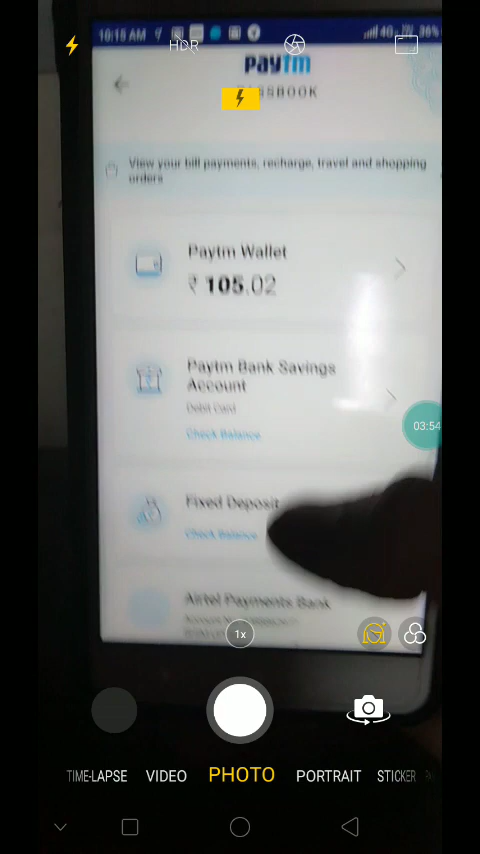 10:15 AM
4G
36%
HDR
paytm
View your bill payments, recharge, travel and shopping
orders
Paytm Wallet
₹ 105.02
Paytm Bank Savings
Account
Debit Card
Check Balance
03:54
Fixed Deposit
Check Balance
Airtel Payments Bank
1x
TIME-LAPSE VIDEO PHOTO PORTRAIT STICKER